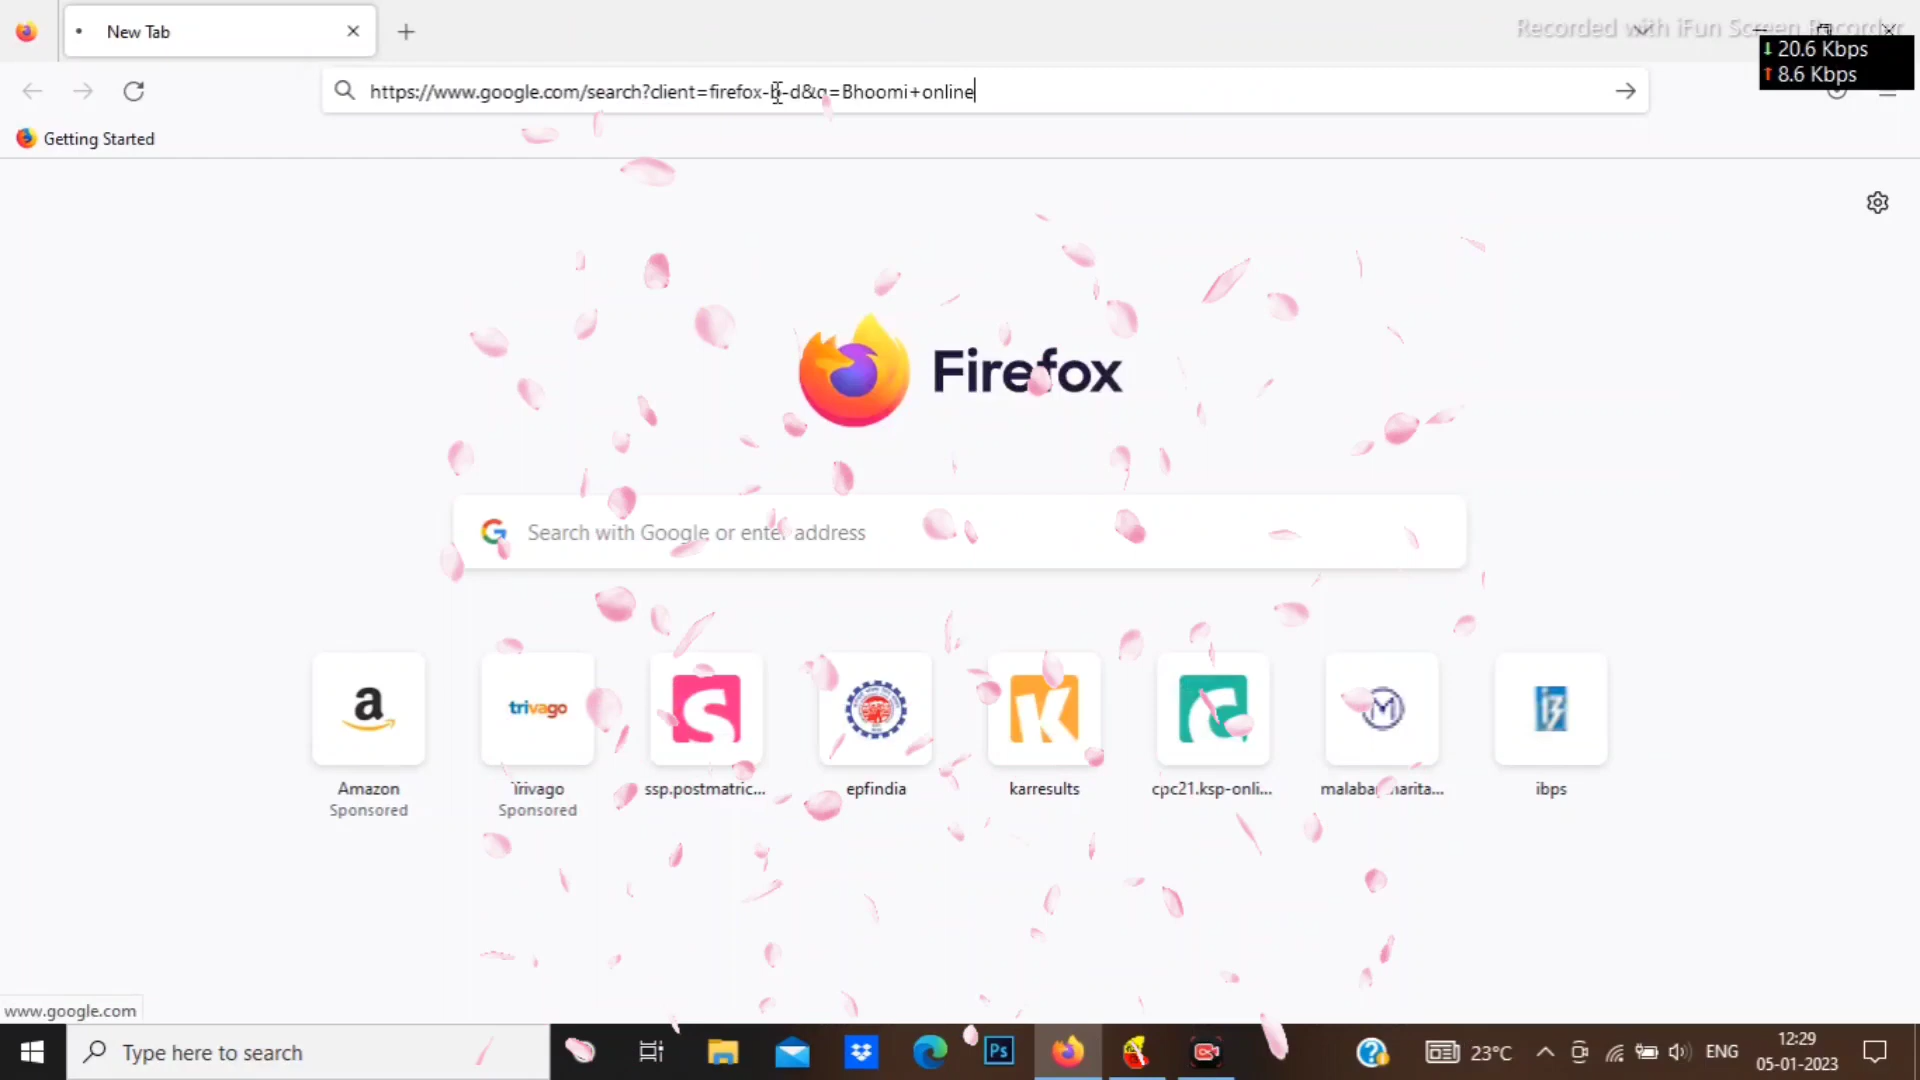 New Tab
Recorded with iFun Screen Recorder
20.6 Kbps
8.6 Kbps
https://www.google.com/search?client=firefox-b-d&q=Bhoomi+online
Getting Started
Firefox
Search with Google or enter address
trivago
Amazon
Sponsored
Trivago
Sponsored
ssp.postmatric...
epfindia
karresults
cpc21.ksp-onli...
malabarcharita...
ibps
www.google.com
Type here to search
Ps
23°C
ENG
12:29
05-01-2023